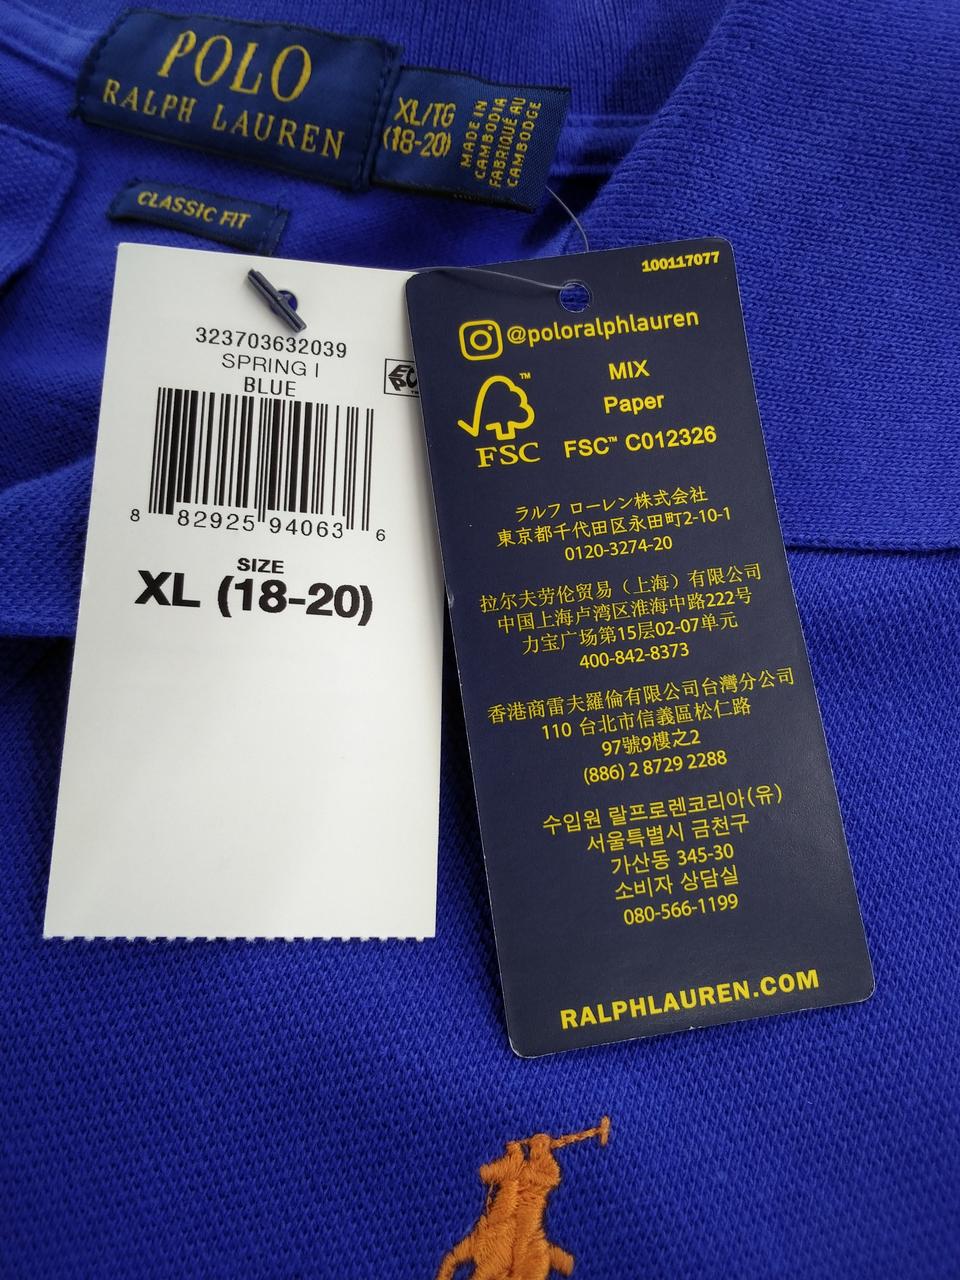 POLO
RALPH LAUREN
XL/TG
(18-20)
MADE IN
CAMBODIA
FABRIQUÉ AU
CAMBODGE
CLASSIC FIT
323703632039
SPRING I
BLUE
8 82925 94063 6
SIZE
XL (18-20)
100117077
@poloralphlauren
MIX
Paper
FSC™ C012326
™
FSC
ラルフ ローレン株式会社
東京都千代田区永田町2-10-1
0120-3274-20
拉尔夫劳伦贸易（上海）有限公司
中国上海卢湾区淮海中路222号
力宝广场第15层02-07单元
400-842-8373
香港商雷夫羅倫有限公司台灣分公司
110 台北市信義區松仁路
97號9樓之2
(886) 2 8729 2288
수입원 랄프로렌코리아(유)
서울특별시 금천구
가산동 345-30
소비자 상담실
080-566-1199
RALPHLAUREN.COM